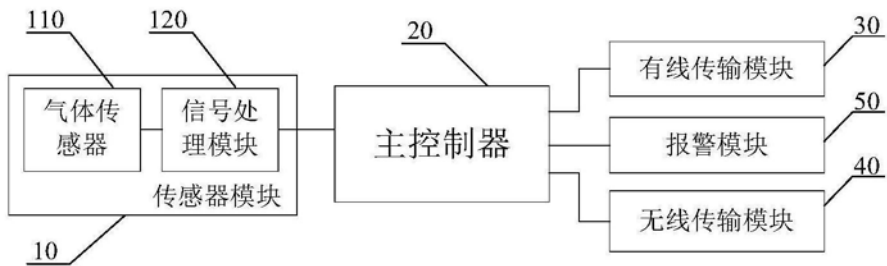 110
120
20
30
气体传
感器
信号处
理模块
传感器模块
10
主控制器
有线传输模块
50
报警模块
40
无线传输模块